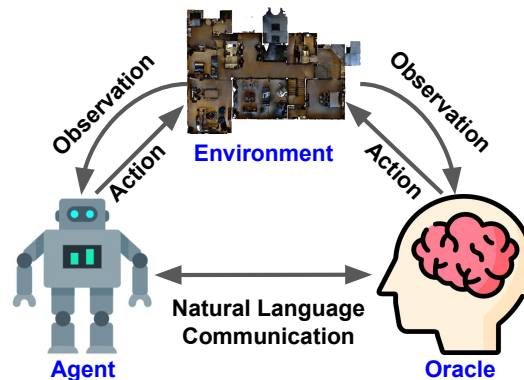 Observation
Action
Environment
Observation
Action
Natural Language
Communication
Agent
Oracle